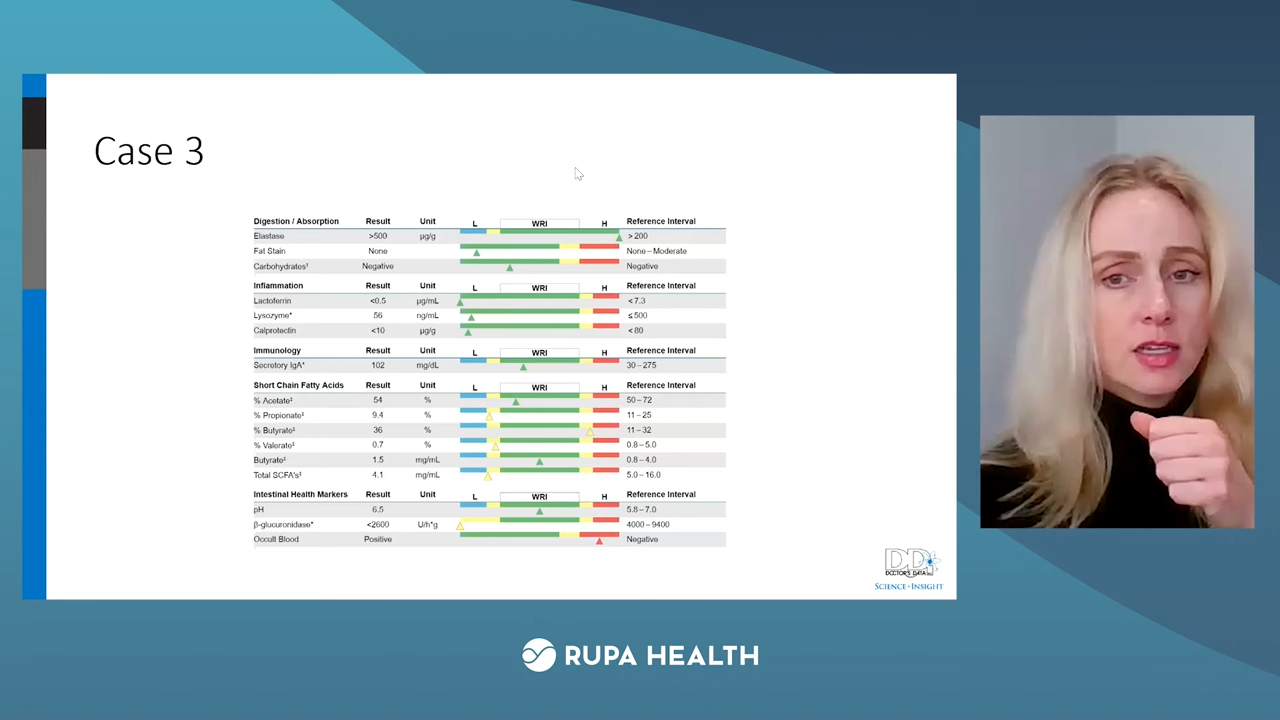 Case 3
Digestion / Absorption Result Unit L WRI H Reference Interval
Elastase >500 µg/g > 200
Fat Stain None None – Moderate
Carbohydrates† Negative Negative
Inflammation Result Unit L WRI H Reference Interval
Lactoferrin <0.5 µg/mL < 7.3
Lysozyme* 56 ng/mL ≤ 500
Calprotectin <10 µg/g < 80
Immunology Result Unit L WRI H Reference Interval
Secretory IgA* 102 mg/dL 30 – 275
Short Chain Fatty Acids Result Unit L WRI H Reference Interval
% Acetate‡ 54 % 50 – 72
% Propionate‡ 9.4 % 11 – 25
% Butyrate‡ 36 % 11 – 32
% Valerate‡ 0.7 % 0.8 – 5.0
Butyrate‡ 1.5 mg/mL 0.8 – 4.0
Total SCFA's‡ 4.1 mg/mL 5.0 – 16.0
Intestinal Health Markers Result Unit L WRI H Reference Interval
pH 6.5 5.8 – 7.0
β-glucuronidase* <2600 U/h*g 4000 – 9400
Occult Blood Positive Negative
DDI
DOCTOR'S DATA INC
SCIENCE + INSIGHT
RUPA HEALTH